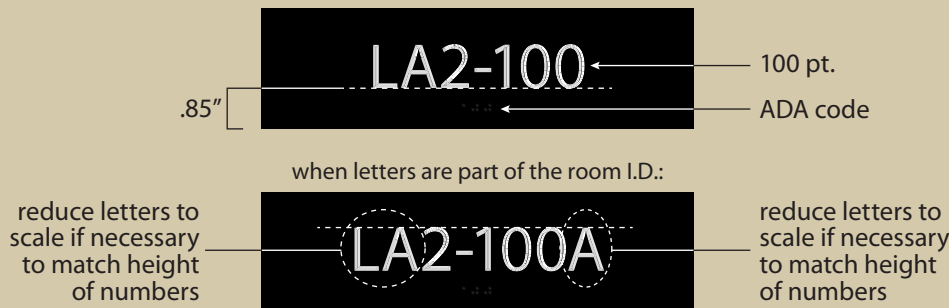 LA2-100
100 pt.
.85"
ADA code
when letters are part of the room I.D.:
reduce letters to
scale if necessary
to match height
of numbers
LA2-100A
reduce letters to
scale if necessary
to match height
of numbers